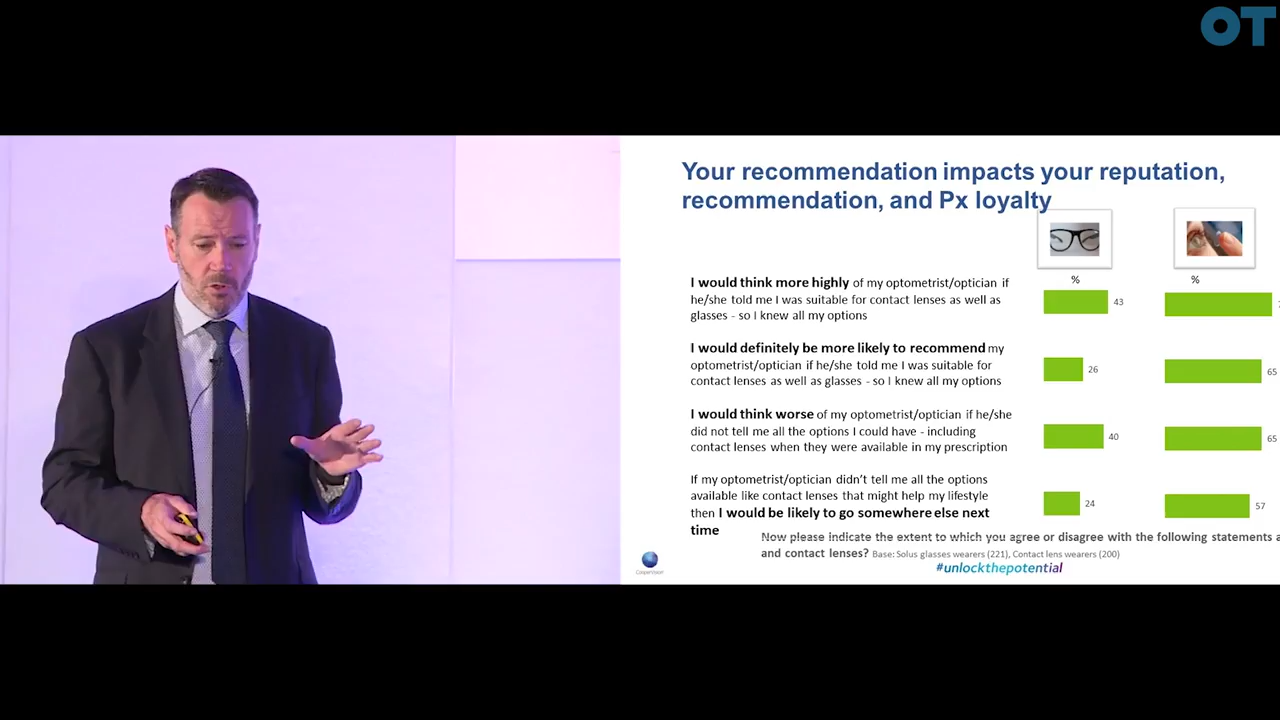 OT
Your recommendation impacts your reputation,
recommendation, and Px loyalty
%
%
I would think more highly of my optometrist/optician if
he/she told me I was suitable for contact lenses as well as
glasses - so I knew all my options
43
I would definitely be more likely to recommend my
optometrist/optician if he/she told me I was suitable for
contact lenses as well as glasses - so I knew all my options
26
65
I would think worse of my optometrist/optician if he/she
did not tell me all the options I could have - including
contact lenses when they were available in my prescription
40
65
If my optometrist/optician didn't tell me all the options
available like contact lenses that might help my lifestyle
then I would be likely to go somewhere else next
time
24
57
Now please indicate the extent to which you agree or disagree with the following statements a
and contact lenses? Base: Solus glasses wearers (221), Contact lens wearers (200)
CooperVision
#unlockthepotential